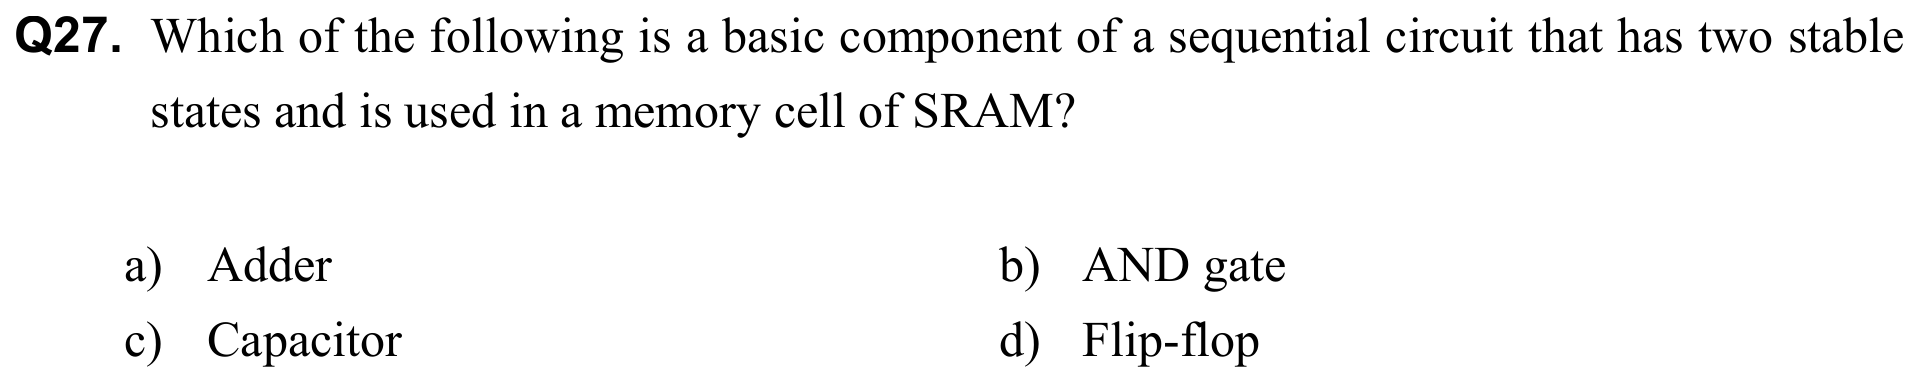 Q27. Which of the following is a basic component of a sequential circuit that has two stable
states and is used in a memory cell of SRAM?
a) Adder b) AND gate
c) Capacitor d) Flip-flop